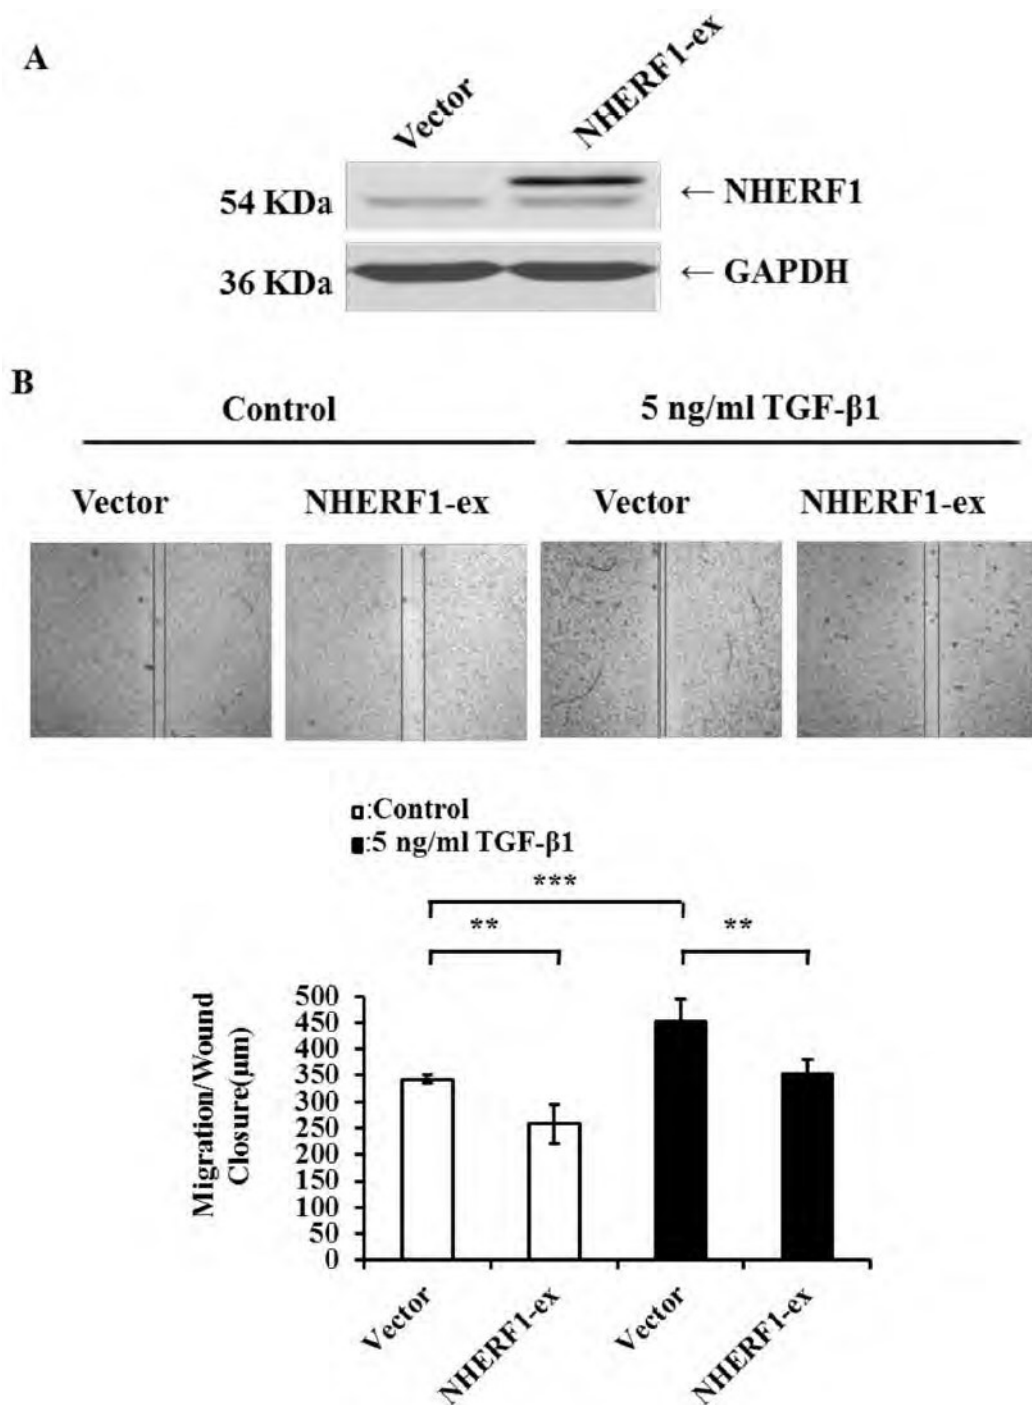 A
Vector
NHERF1-ex
54 KDa
← NHERF1
36 KDa
← GAPDH
B
Control
5 ng/ml TGF-β1
Vector
NHERF1-ex
Vector
NHERF1-ex
:Control
:5 ng/ml TGF-β1
***
**
**
Migration/Wound
Closure(μm)
500
450
400
350
300
250
200
150
100
50
0
Vector
NHERF1-ex
Vector
NHERF1-ex